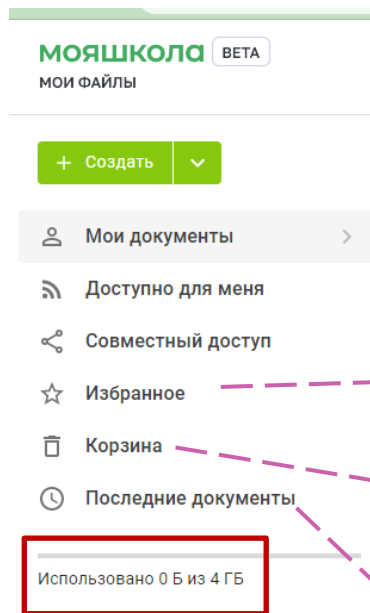 МОЯШКОЛА BETA
МОИ ФАЙЛЫ
+ Создать
Мои документы
Доступно для меня
Совместный доступ
Избранное
Корзина
Последние документы
Использовано 0 Б из 4 ГБ